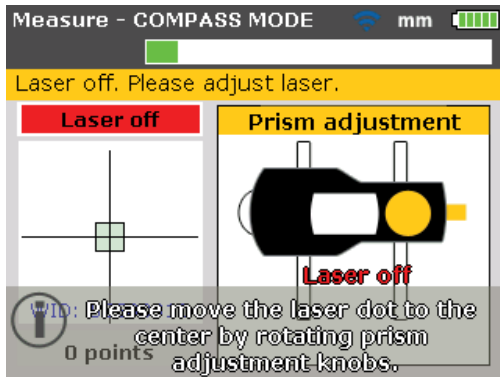 Measure - COMPASS MODE mm
Laser off. Please adjust laser.
Laser off
Prism adjustment
Laser off
WID:
Please move the laser dot to the
center by rotating prism
adjustment knobs.
0 points